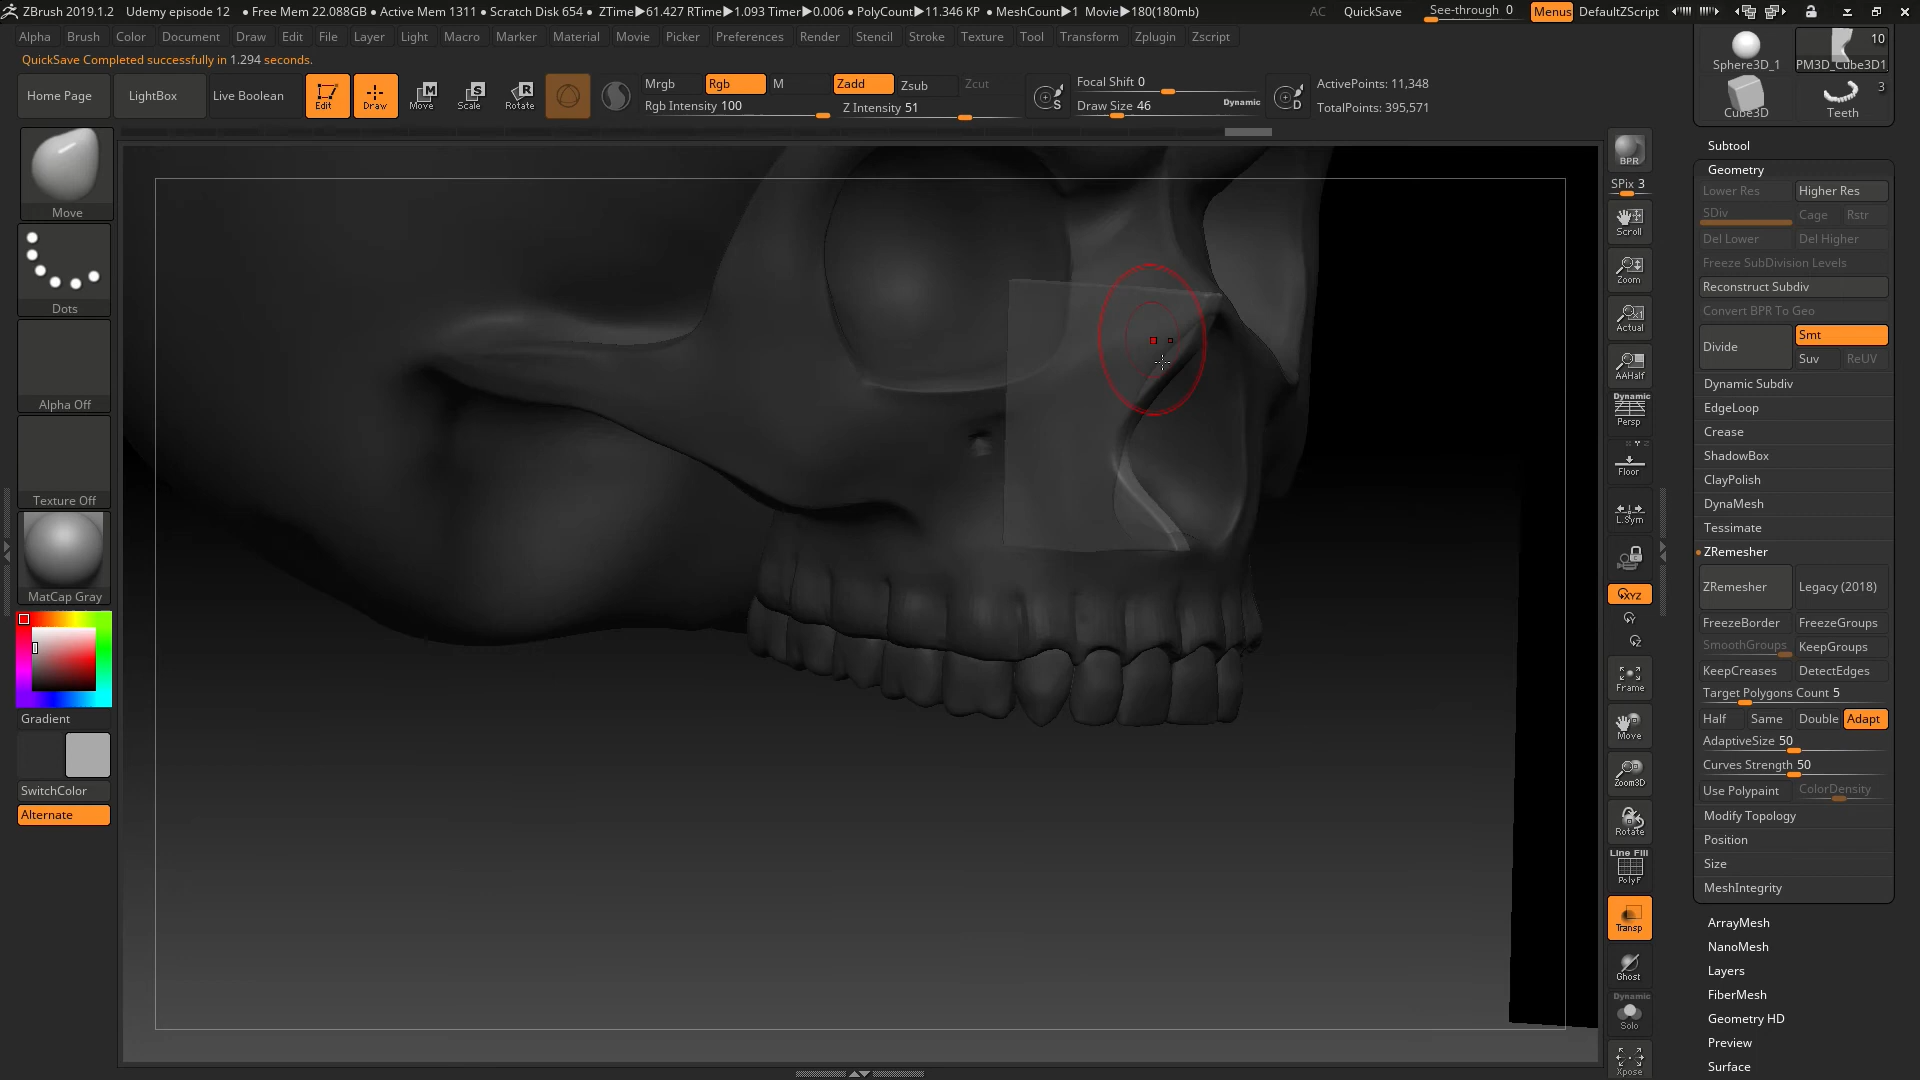 ZBrush 2019.1.2 Udemy episode 12 ● Free Mem 22.088GB ● Active Mem 1311 ● Scratch Disk 654 ● ZTime▶61.427 RTime▶1.093 Timer▶0.006 ● PolyCount▶11.346 KP ● MeshCount▶1 Movie▶180(180mb) AC QuickSave See-through 0 Menus DefaultZScript
Alpha Brush Color Document Draw Edit File Layer Light Macro Marker Material Movie Picker Preferences Render Stencil Stroke Texture Tool Transform Zplugin Zscript
QuickSave Completed successfully in 1.294 seconds.
Home Page LightBox Live Boolean Edit Draw Move Scale Rotate
Mrgb Rgb M Zadd Zsub Zcut
Rgb Intensity 100 Z Intensity 51
Focal Shift 0
Draw Size 46 Dynamic
S D
ActivePoints: 11,348
TotalPoints: 395,571
Move
Dots
Alpha Off
Texture Off
MatCap Gray
Gradient
SwitchColor
Alternate
BPR
SPix 3
Scroll
Zoom
Actual
AAHalf
Dynamic
Persp
Floor
L.Sym
XYZ
Y
Z
Frame
Move
Zoom3D
Rotate
Line Fill
PolyF
Transp
Ghost
Dynamic
Solo
Xpose
10
Sphere3D_1 PM3D_Cube3D1
3
Cube3D Teeth
Subtool
Geometry
Lower Res Higher Res
SDiv Cage Rstr
Del Lower Del Higher
Freeze SubDivision Levels
Reconstruct Subdiv
Convert BPR To Geo
Divide Smt
Suv ReUV
Dynamic Subdiv
EdgeLoop
Crease
ShadowBox
ClayPolish
DynaMesh
Tessimate
ZRemesher
ZRemesher Legacy (2018)
FreezeBorder FreezeGroups
SmoothGroups KeepGroups
KeepCreases DetectEdges
Target Polygons Count 5
Half Same Double Adapt
AdaptiveSize 50
Curves Strength 50
Use Polypaint ColorDensity
Modify Topology
Position
Size
MeshIntegrity
ArrayMesh
NanoMesh
Layers
FiberMesh
Geometry HD
Preview
Surface